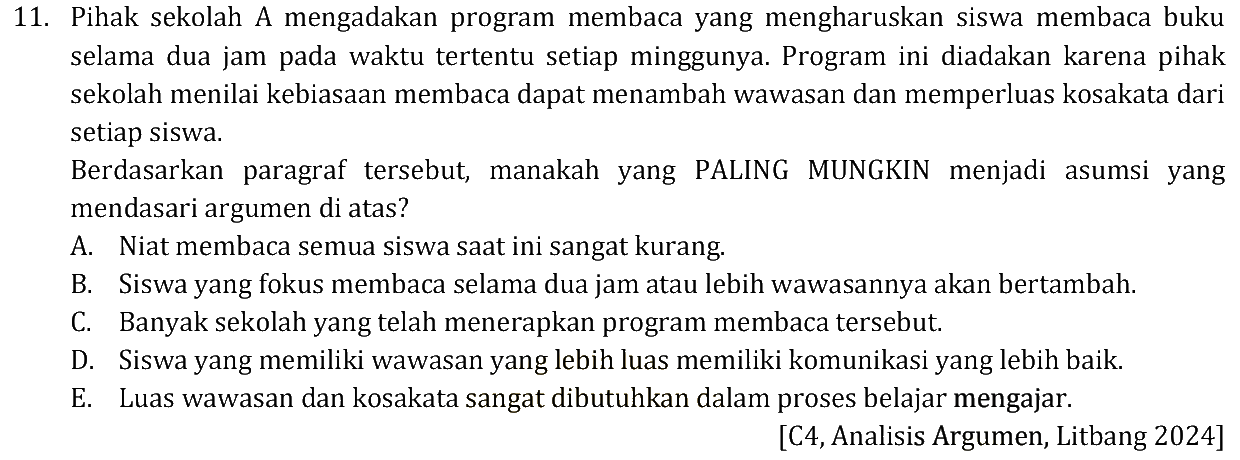 11. Pihak sekolah A mengadakan program membaca yang mengharuskan siswa membaca buku
selama dua jam pada waktu tertentu setiap minggunya. Program ini diadakan karena pihak
sekolah menilai kebiasaan membaca dapat menambah wawasan dan memperluas kosakata dari
setiap siswa.
Berdasarkan paragraf tersebut, manakah yang PALING MUNGKIN menjadi asumsi yang
mendasari argumen di atas?
A. Niat membaca semua siswa saat ini sangat kurang.
B. Siswa yang fokus membaca selama dua jam atau lebih wawasannya akan bertambah.
C. Banyak sekolah yang telah menerapkan program membaca tersebut.
D. Siswa yang memiliki wawasan yang lebih luas memiliki komunikasi yang lebih baik.
E. Luas wawasan dan kosakata sangat dibutuhkan dalam proses belajar mengajar.
[C4, Analisis Argumen, Litbang 2024]